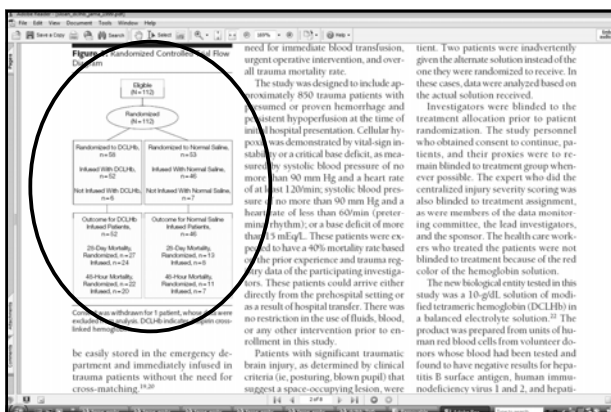 File Edit View Document Tools Window Help
Save a Copy Search Select Help
Figure Randomized Controlled Trial Flow
Diagram
Eligible
(N=112)
Randomized
(N=112)
Randomized to DCLHb,
Infused With DCLHb,
n=52
Not Infused With DCLHb,
n=6
Randomized to Normal Saline,
n=53
Infused With Normal Saline,
n=46
Not Infused With Normal Saline,
n=7
Outcome for DCLHb
Infused Patients,
n=52
28-Day Mortality,
Randomized, n=27
Infused, n=24
48-Hour Mortality,
Randomized, n=22
Infused, n=20
Outcome for Normal Saline
Infused Patients,
n=46
28-Day Mortality,
Randomized, n=13
Infused, n=8
48-Hour Mortality,
Randomized, n=11
Infused, n=7
was withdrawn for 1 patient, whose
excluded analysis. DCLHb indicates
linked hemoglobin
be easily stored in the emergency de-
partment and immediately infused in
trauma patients without the need for
cross-matching.
need for immediate blood transfusion,
urgent operative intervention, and over-
all trauma mortality rate.
The study was designed to include ap-
proximately 850 trauma patients with
presumed or proven hemorrhage and
persistent hypoperfusion at the time of
initial hospital presentation. Cellular hy-
was demonstrated by vital-sign in-
stability or a critical base deficit, as mea-
sured by systolic blood pressure of no
more than 90 mm Hg and a heart rate
of at least 120/min; systolic blood pres-
sure of no more than 90 mm Hg and a
heart rate of less than 60/min (preter-
minal rhythm); or a base deficit of more
than 15 mEq/L. These patients were ex-
pected to have a 40% mortality rate based
on the prior experience and trauma reg-
istry data of the participating investiga-
tors. These patients could arrive either
directly from the prehospital setting or
as a result of hospital transfer. There was
no restriction in the use of fluids, blood,
or any other intervention prior to en-
rollment in this study.
Patients with significant traumatic
brain injury, as determined by clinical
criteria (ie, posturing, blown pupil) that
suggest a space-occupying lesion, were
tient. Two patients were inadvertently
given the alternate solution instead of the
one they were randomized to receive. In
these cases, data were analyzed based on
the actual solution received.
Investigators were blinded to the
treatment allocation prior to patient
randomization. The study personnel
who obtained consent to continue, pa-
tients, and their proxies were to re-
main blinded to treatment group when-
ever possible. The expert who did the
centralized injury severity scoring was
also blinded to treatment assignment,
as were members of the data monitor-
ing committee, the lead investigators,
and the sponsor. The health care work-
ers who treated the patients were not
blinded to treatment because of the red
color of the hemoglobin solution.
The new biological entity tested in this
study was a 10-g/dL solution of modi-
fied tetrameric hemoglobin (DCLHb) in
a balanced electrolyte solution.
The
product was prepared from units of hu-
man red blood cells from volunteer do-
nors whose blood had been tested and
found to have negative results for hepa-
titis B surface antigen, human immu-
nodeficiency virus 1 and 2, and hepati-